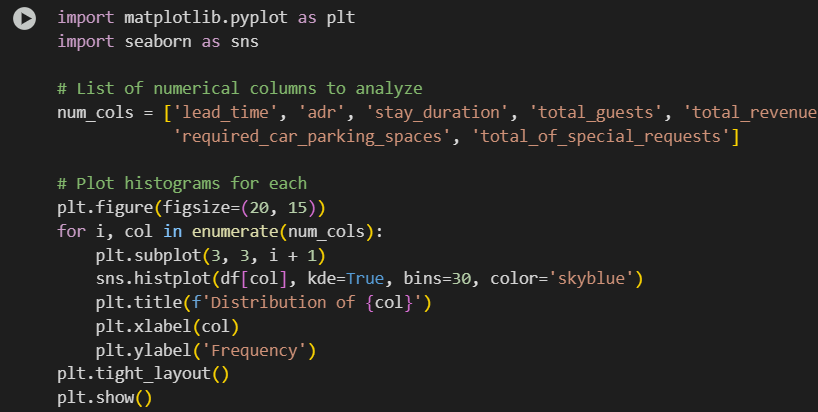 import matplotlib.pyplot as plt
import seaborn as sns
# List of numerical columns to analyze
num_cols = ['lead_time', 'adr', 'stay_duration', 'total_guests', 'total_revenue
            'required_car_parking_spaces', 'total_of_special_requests']
# Plot histograms for each
plt.figure(figsize=(20, 15))
for i, col in enumerate(num_cols):
    plt.subplot(3, 3, i + 1)
    sns.histplot(df[col], kde=True, bins=30, color='skyblue')
    plt.title(f'Distribution of {col}')
    plt.xlabel(col)
    plt.ylabel('Frequency')
plt.tight_layout()
plt.show()